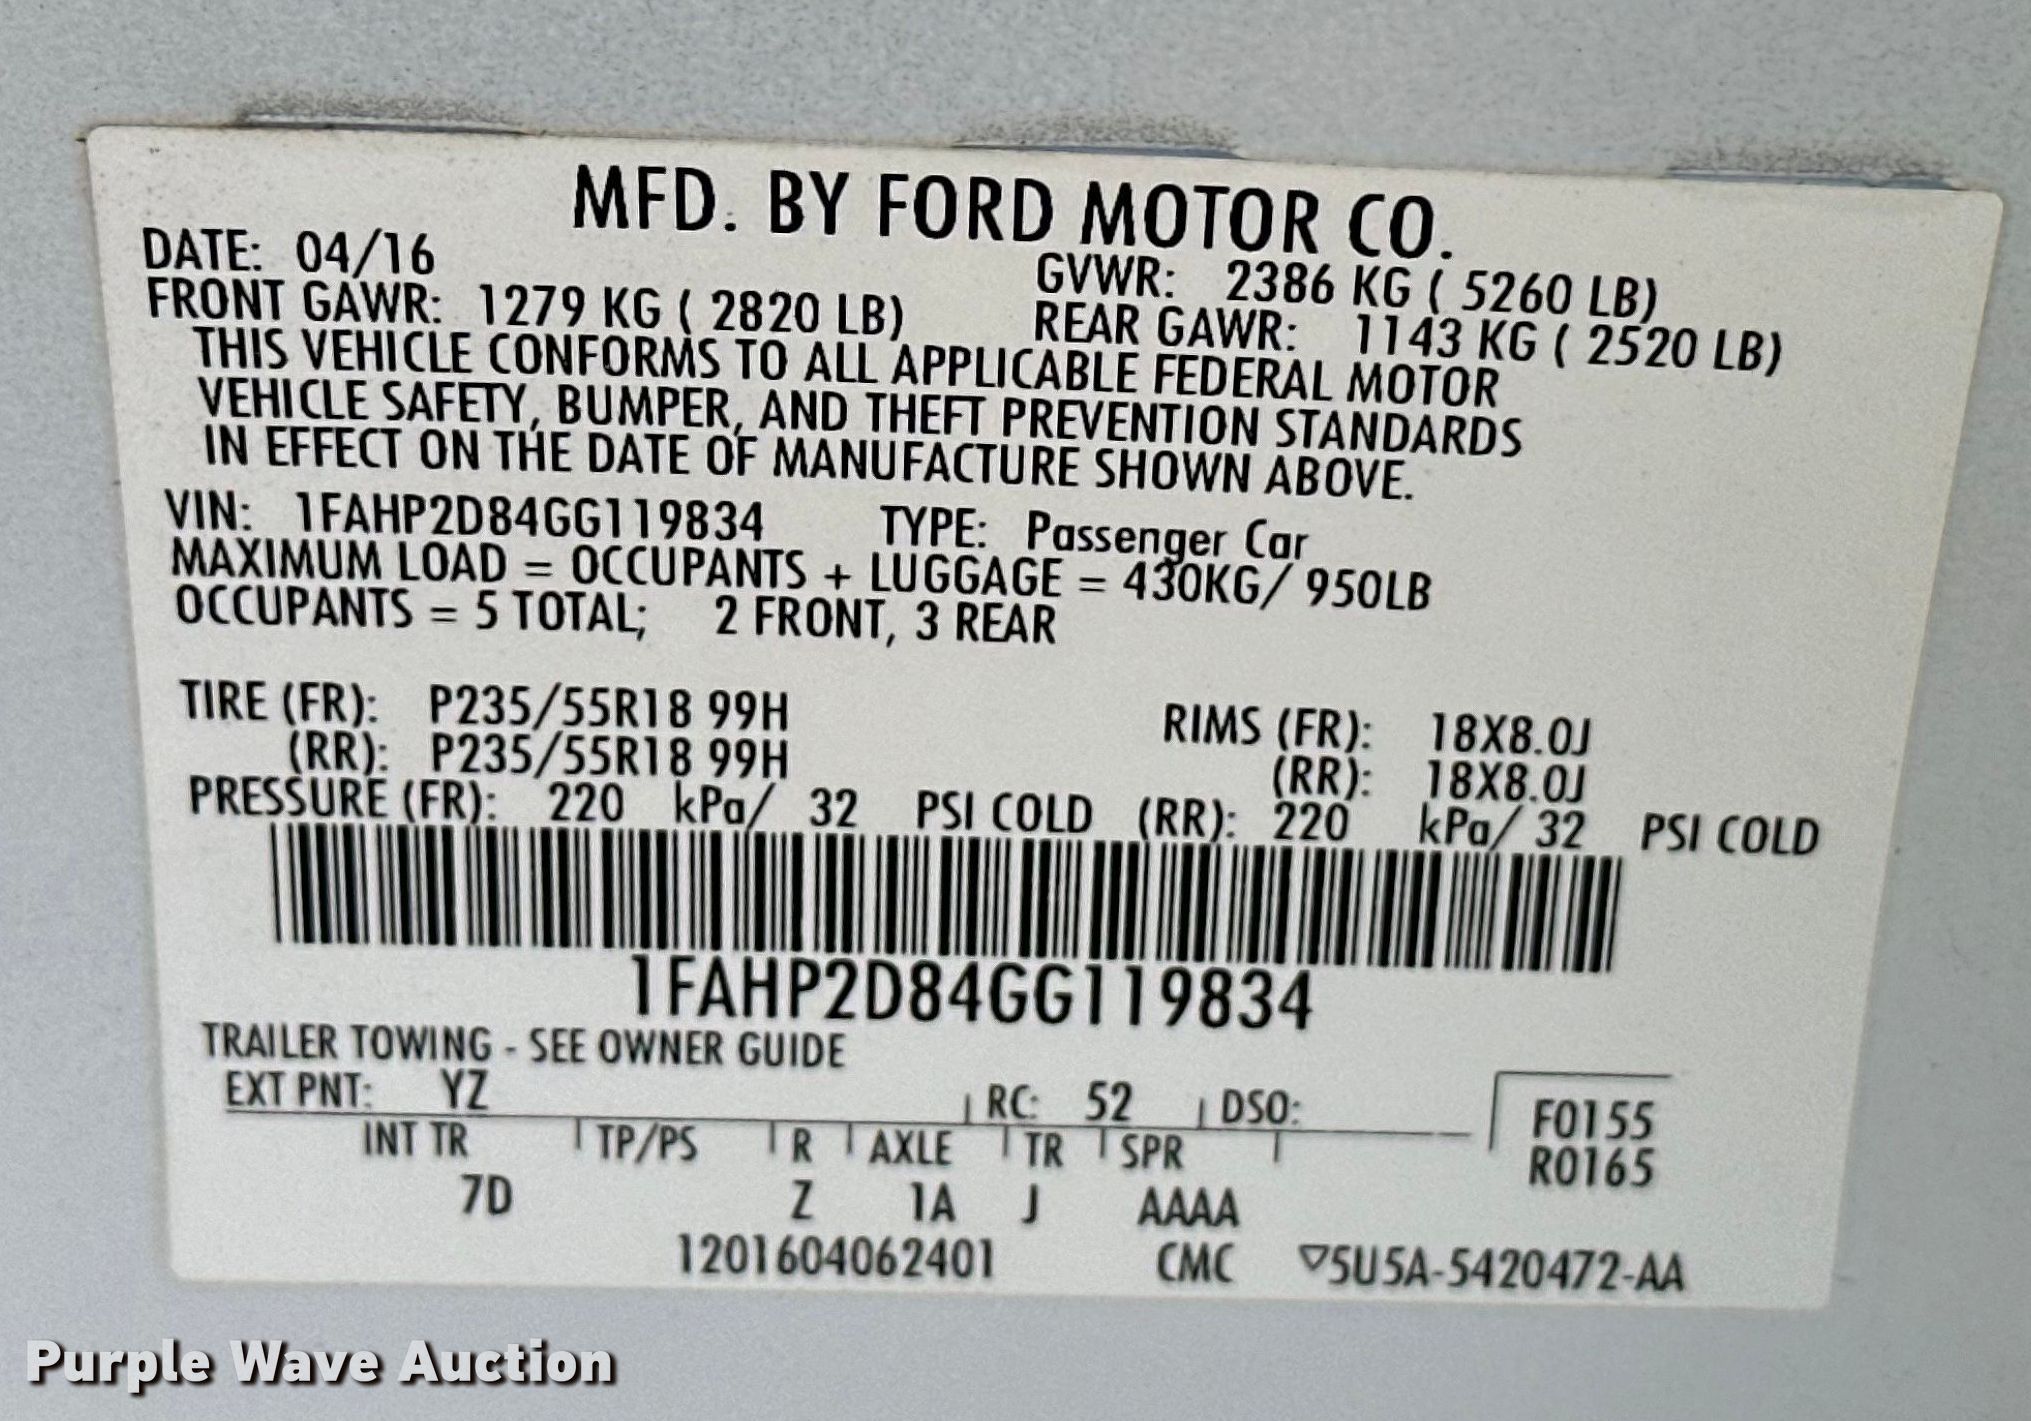 MFD. BY FORD MOTOR CO.
DATE: 04/16 GVWR: 2386 KG ( 5260 LB)
FRONT GAWR: 1279 KG ( 2820 LB) REAR GAWR: 1143 KG ( 2520 LB)
THIS VEHICLE CONFORMS TO ALL APPLICABLE FEDERAL MOTOR
VEHICLE SAFETY, BUMPER, AND THEFT PREVENTION STANDARDS
IN EFFECT ON THE DATE OF MANUFACTURE SHOWN ABOVE.
VIN: 1FAHP2D84GG119834 TYPE: Passenger Car
MAXIMUM LOAD = OCCUPANTS + LUGGAGE = 430KG/ 950LB
OCCUPANTS = 5 TOTAL; 2 FRONT, 3 REAR
TIRE (FR): P235/55R18 99H RIMS (FR): 18X8.0J
(RR): P235/55R18 99H (RR): 18X8.0J
PRESSURE (FR): 220 kPa/ 32 PSI COLD (RR): 220 kPa/ 32 PSI COLD
1FAHP2D84GG119834
TRAILER TOWING - SEE OWNER GUIDE
EXT PNT: YZ RC: 52 DSO: F0155
INT TR TP/PS R AXLE TR SPR R0165
7D Z 1A J AAAA
1201604062401 CMC ▽5U5A-5420472-AA
Purple Wave Auction